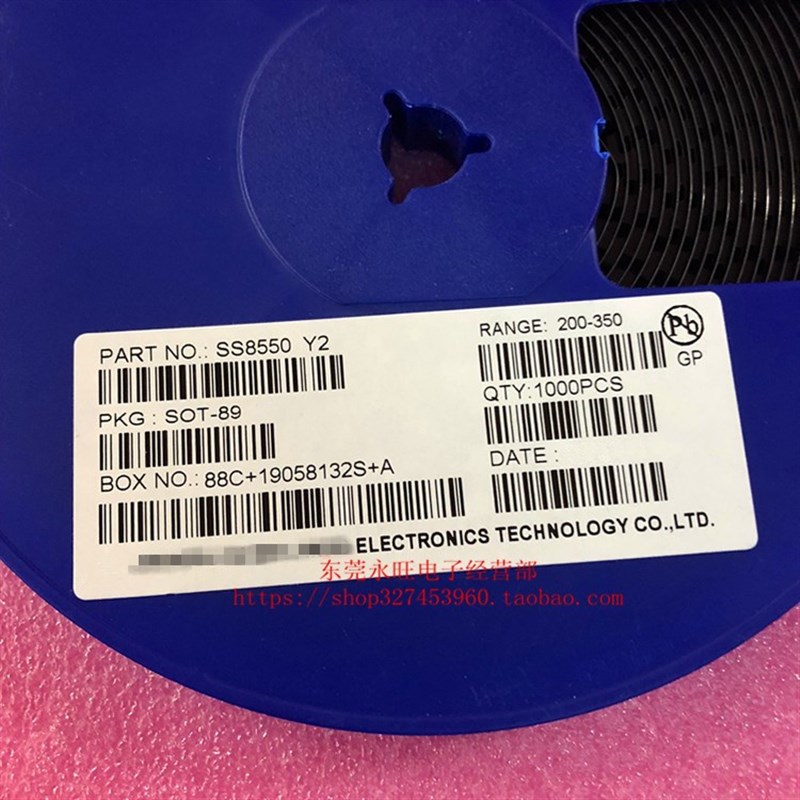 PART NO.: SS8550 Y2
RANGE: 200-350
Pb
GP
PKG : SOT-89
QTY:1000PCS
BOX NO.: 88C+19058132S+A
DATE :
ELECTRONICS TECHNOLOGY CO.,LTD.
东莞永旺电子经营部
https://shop327453960.taobao.com